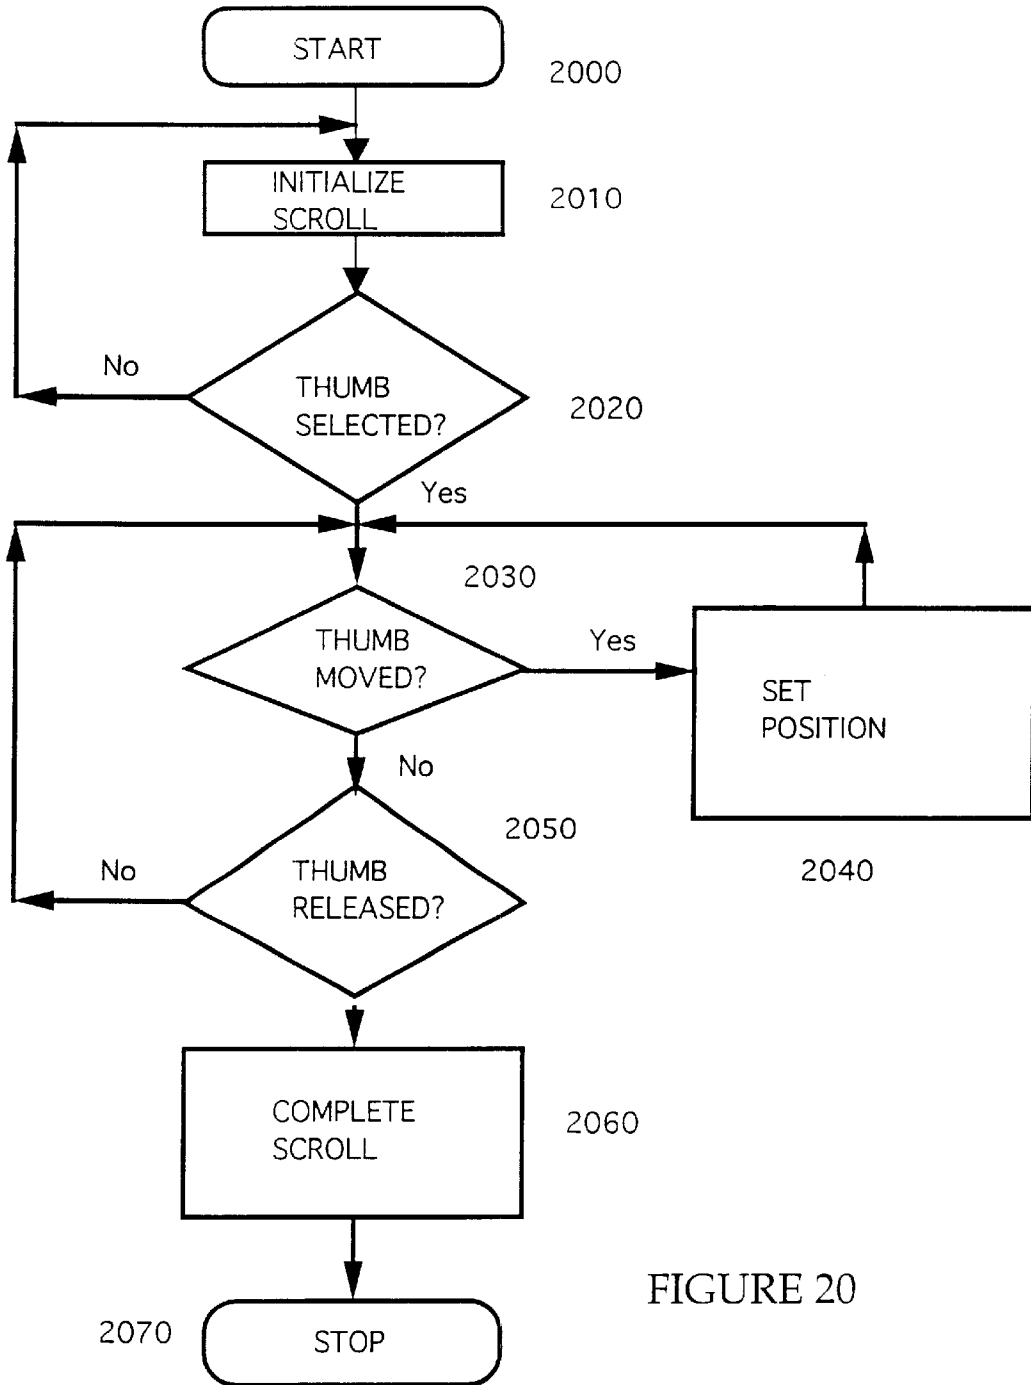 START
2000
INITIALIZE
SCROLL
2010
No
THUMB
SELECTED?
2020
Yes
2030
THUMB
MOVED?
Yes
SET
POSITION
No
2050
2040
No
THUMB
RELEASED?
COMPLETE
SCROLL
2060
FIGURE 20
2070
STOP